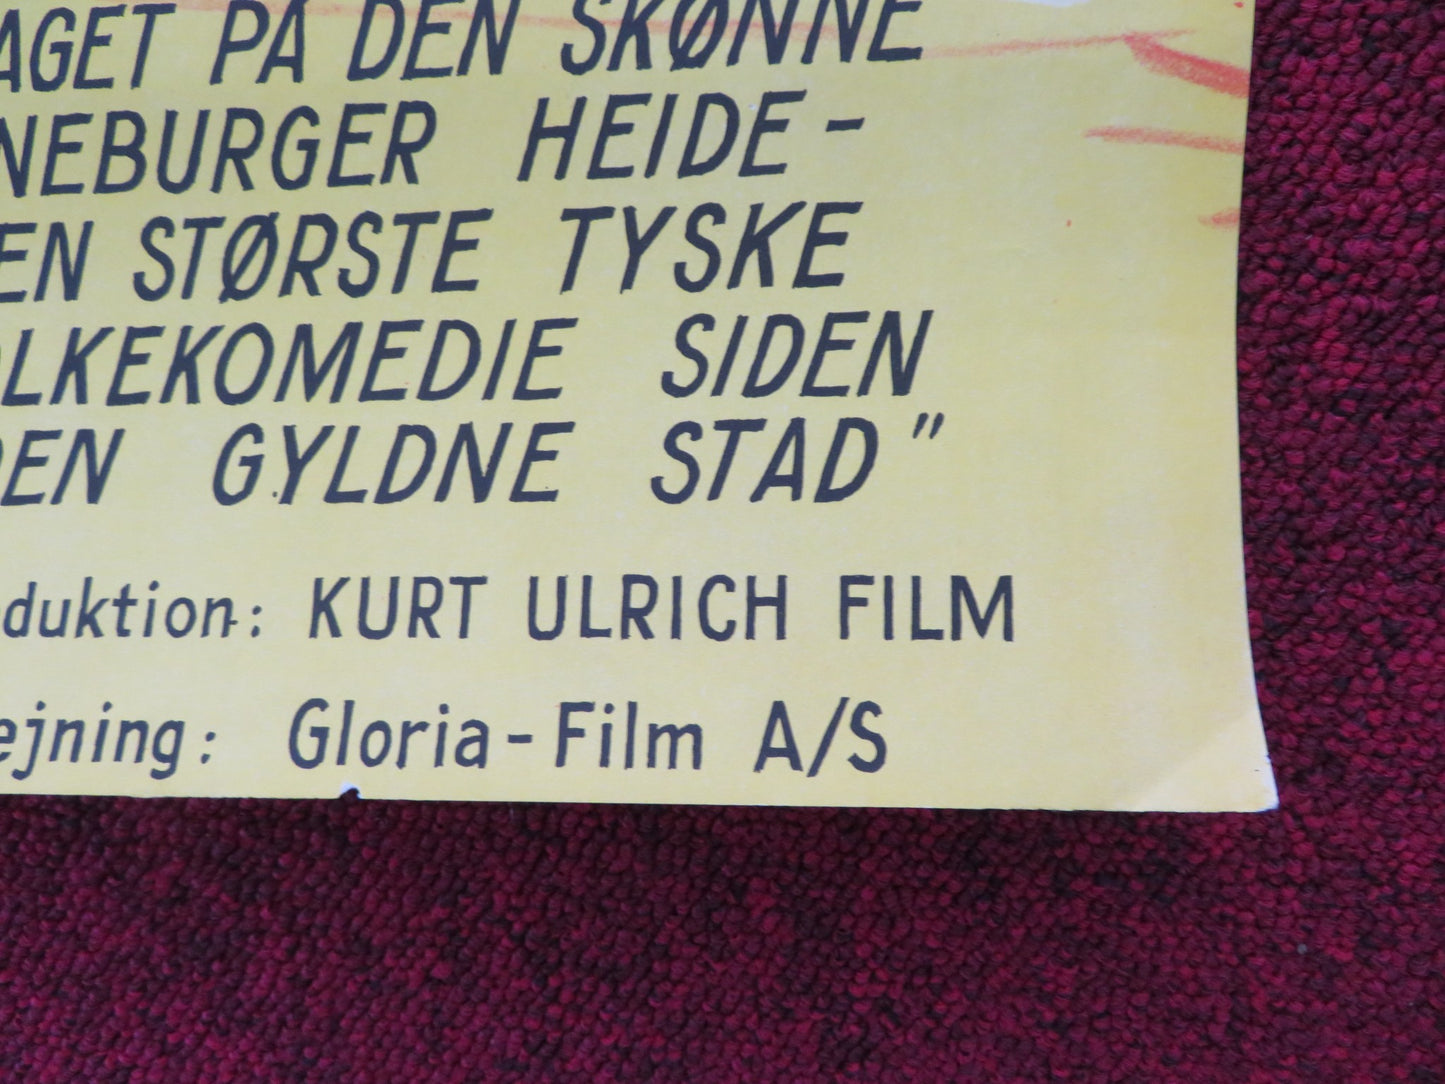 AGET PÅ DEN SKØNNE
NEBURGER HEIDE -
EN STØRSTE TYSKE
OLKEKOMEDIE SIDEN
DEN GYLDNE STAD"
oduktion: KURT ULRICH FILM
ejning: Gloria-Film A/S